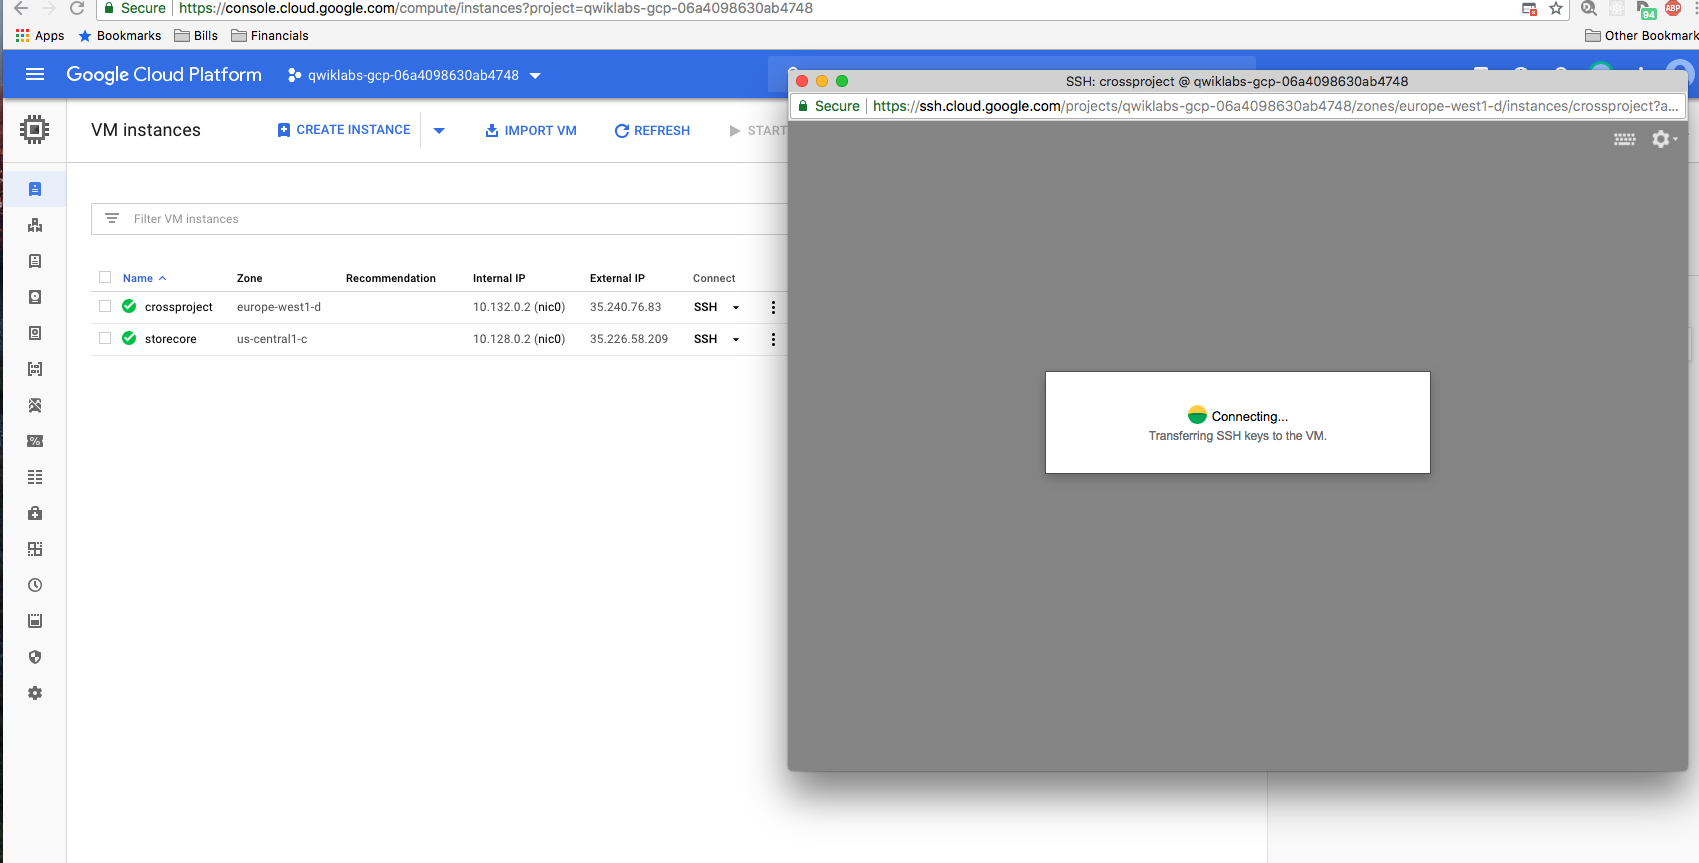 Secure https://console.cloud.google.com/compute/instances?project=qwiklabs-gcp-06a4098630ab4748
94 ABP
Apps Bookmarks Bills Financials Other Bookmark
Google Cloud Platform qwiklabs-gcp-06a4098630ab4748
SSH: crossproject @ qwiklabs-gcp-06a4098630ab4748
Secure https://ssh.cloud.google.com/projects/qwiklabs-gcp-06a4098630ab4748/zones/europe-west1-d/instances/crossproject?a...
VM instances CREATE INSTANCE IMPORT VM REFRESH START
Filter VM instances
Name Zone Recommendation Internal IP External IP Connect
crossproject europe-west1-d 10.132.0.2 (nic0) 35.240.76.83 SSH
storecore us-central1-c 10.128.0.2 (nic0) 35.226.58.209 SSH
Connecting...
Transferring SSH keys to the VM.